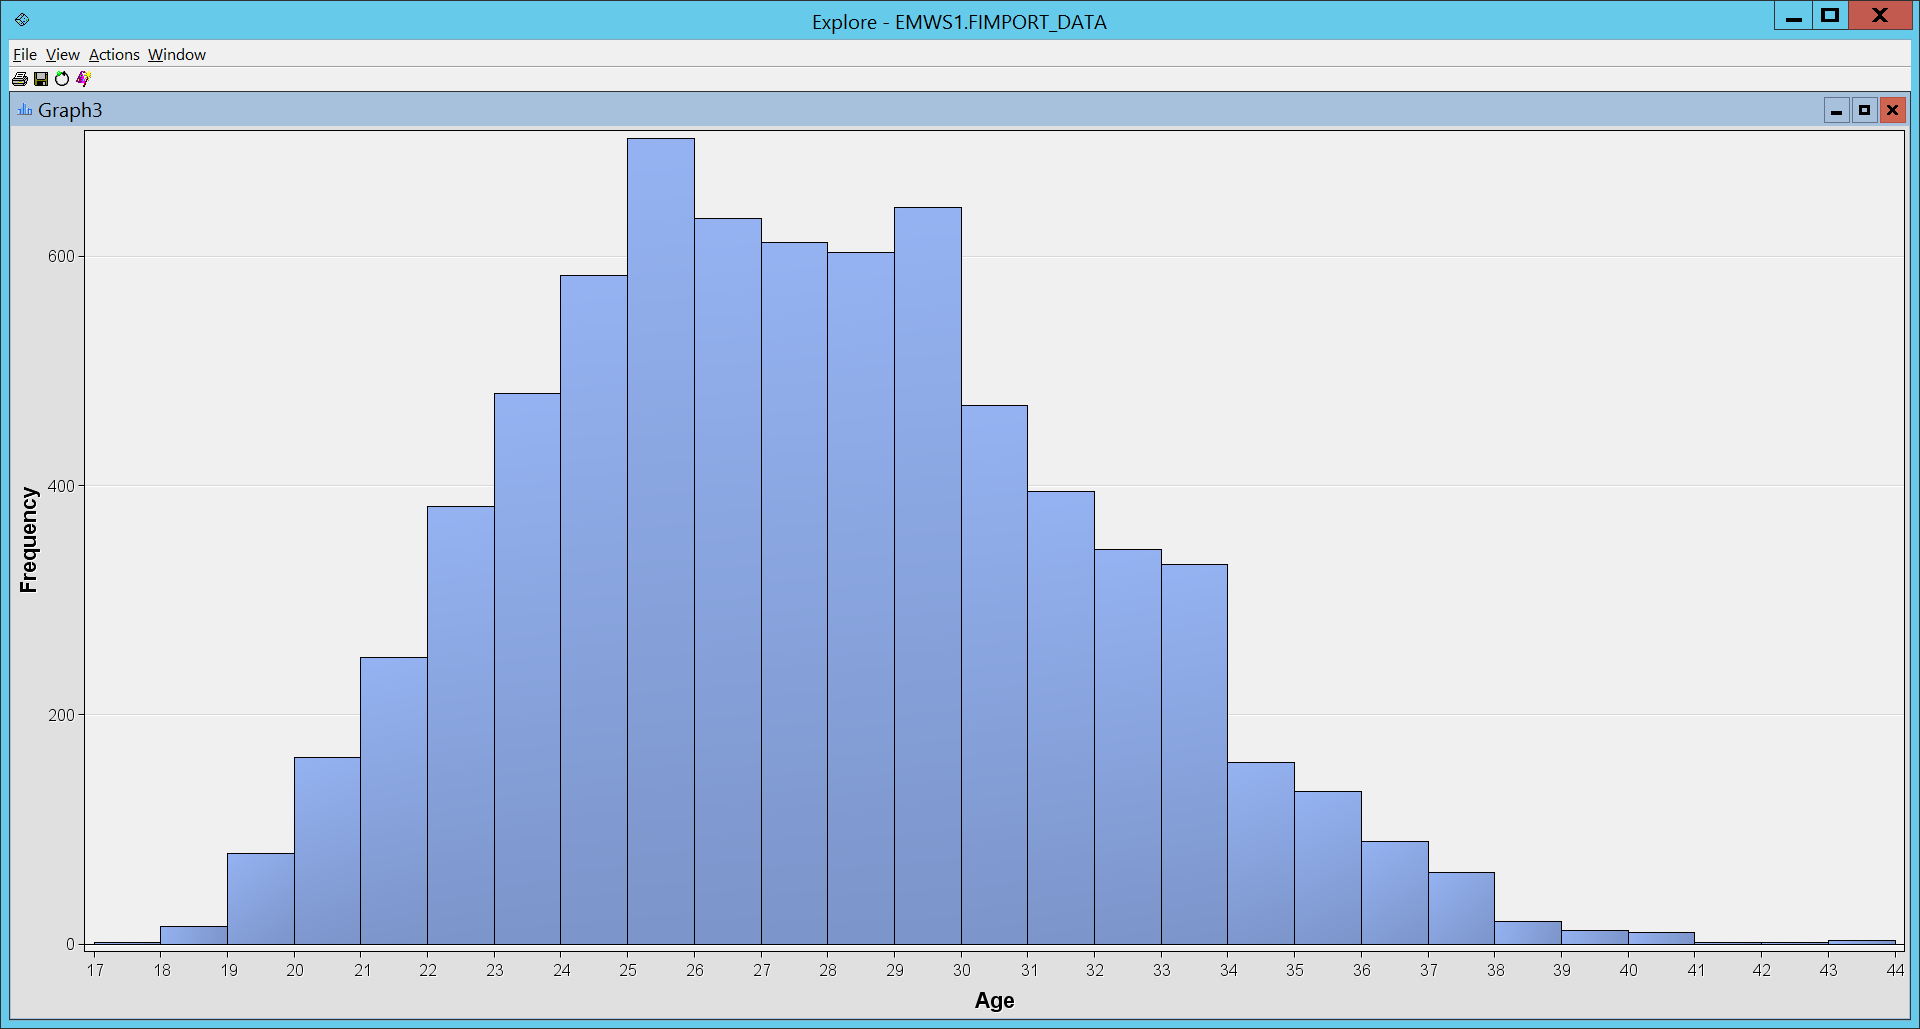 Explore - EMWS1.FIMPORT_DATA
File View Actions Window
Graph3
600
400
200
0
Frequency
17 18 19 20 21 22 23 24 25 26 27 28 29 30 31 32 33 34 35 36 37 38 39 40 41 42 43 44
Age